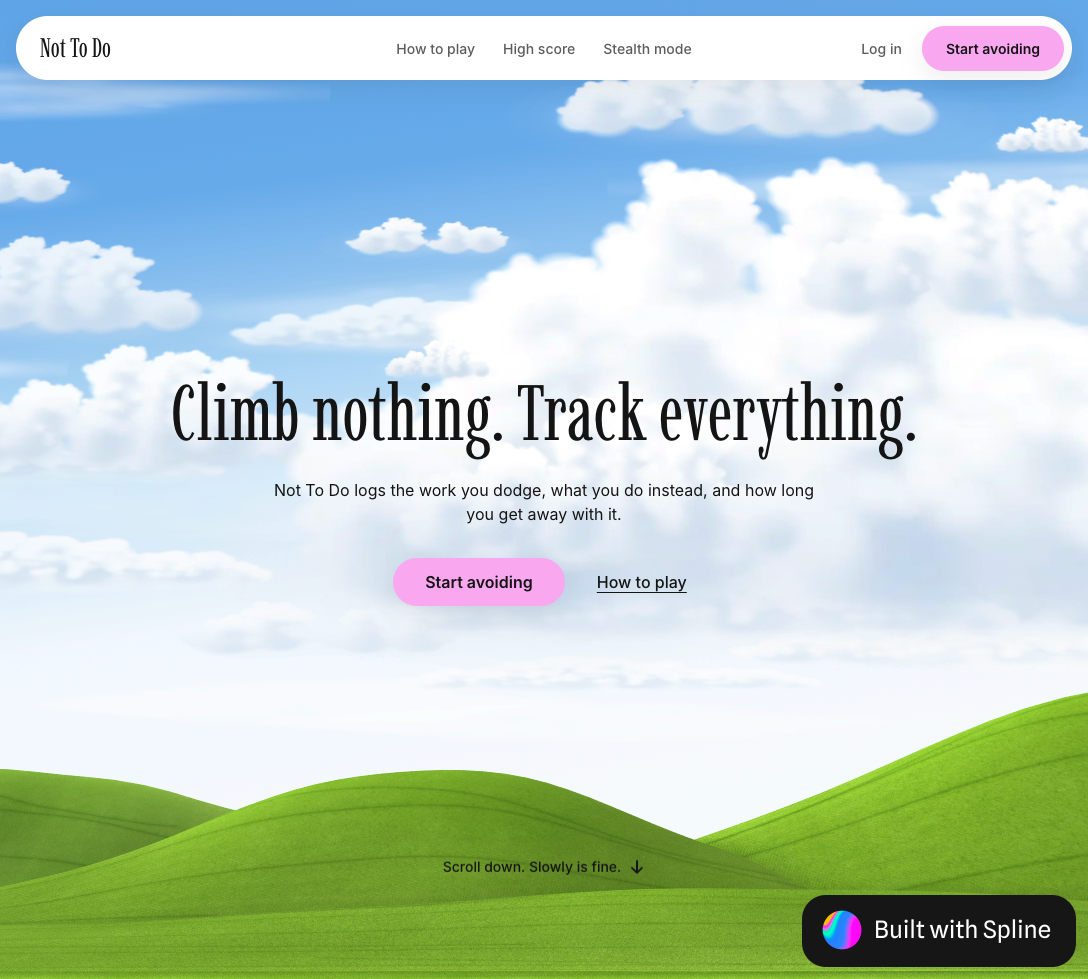 Not To Do
How to play
High score
Stealth mode
Log in
Start avoiding
Climb nothing. Track everything.
Not To Do logs the work you dodge, what you do instead, and how long
you get away with it.
Start avoiding
How to play
Scroll down. Slowly is fine.
Built with Spline